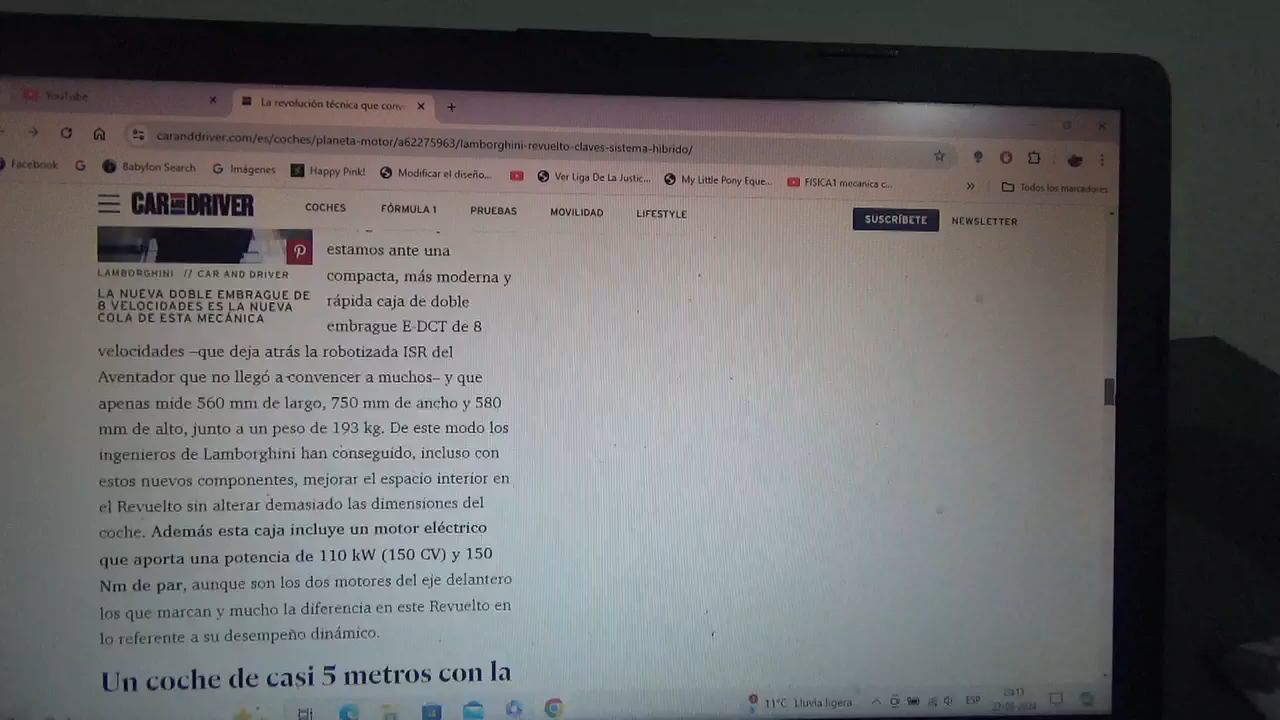 YouTube
La revolución técnica que conv
caranddriver.com/es/coches/planeta-motor/a62275963/lamborghini-revuelto-claves-sistema-hibrido/
Facebook
Babylon Search
Imágenes
Happy Pink!
Modificar el diseño...
Ver Liga De La Justic...
My Little Pony Eque...
FISICA1 mecanica c...
»
Todos los marcadores
CAR AND DRIVER
COCHES
FÓRMULA 1
PRUEBAS
MOVILIDAD
LIFESTYLE
SUSCRÍBETE
NEWSLETTER
LAMBORGHINI // CAR AND DRIVER
LA NUEVA DOBLE EMBRAGUE DE
8 VELOCIDADES ES LA NUEVA
COLA DE ESTA MECÁNICA
estamos ante una
compacta, más moderna y
rápida caja de doble
embrague E-DCT de 8
velocidades –que deja atrás la robotizada ISR del
Aventador que no llegó a convencer a muchos– y que
apenas mide 560 mm de largo, 750 mm de ancho y 580
mm de alto, junto a un peso de 193 kg. De este modo los
ingenieros de Lamborghini han conseguido, incluso con
estos nuevos componentes, mejorar el espacio interior en
el Revuelto sin alterar demasiado las dimensiones del
coche. Además esta caja incluye un motor eléctrico
que aporta una potencia de 110 kW (150 CV) y 150
Nm de par, aunque son los dos motores del eje delantero
los que marcan y mucho la diferencia en este Revuelto en
lo referente a su desempeño dinámico.
Un coche de casi 5 metros con la
11°C Lluvia ligera
ESP